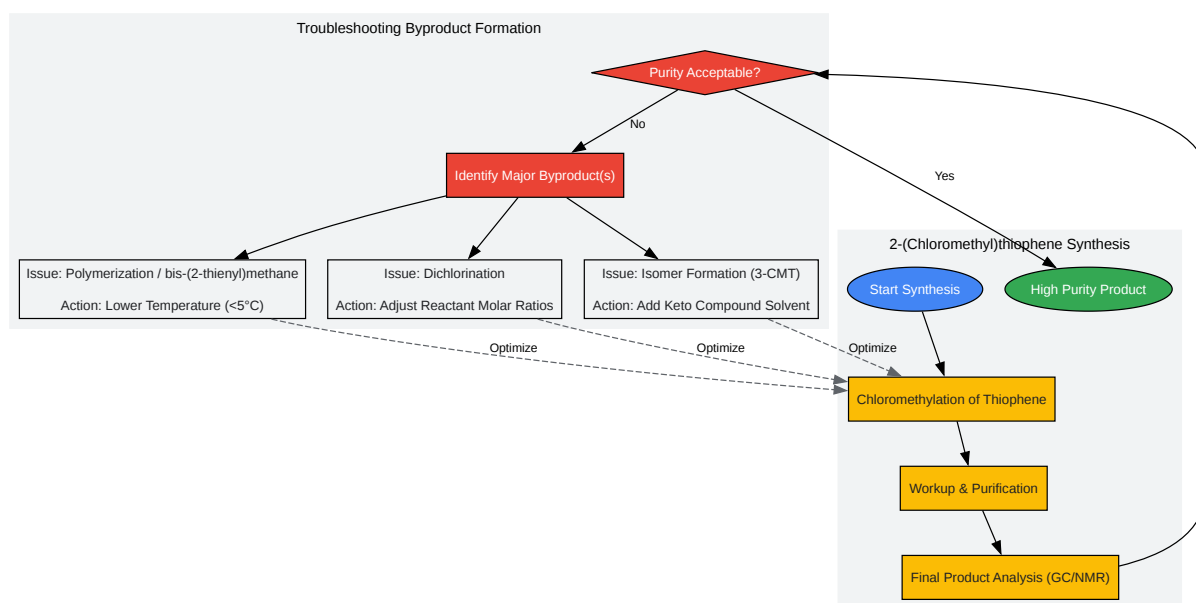 Troubleshooting Byproduct Formation
Purity Acceptable?
No
Identify Major Byproduct(s)
Yes
Issue: Polymerization / bis-(2-thienyl)methane
Action: Lower Temperature (<5°C)
Issue: Dichlorination
Action: Adjust Reactant Molar Ratios
Issue: Isomer Formation (3-CMT)
Action: Add Keto Compound Solvent
2-(Chloromethyl)thiophene Synthesis
Start Synthesis
High Purity Product
Optimize
Optimize
Optimize
Chloromethylation of Thiophene
Workup & Purification
Final Product Analysis (GC/NMR)